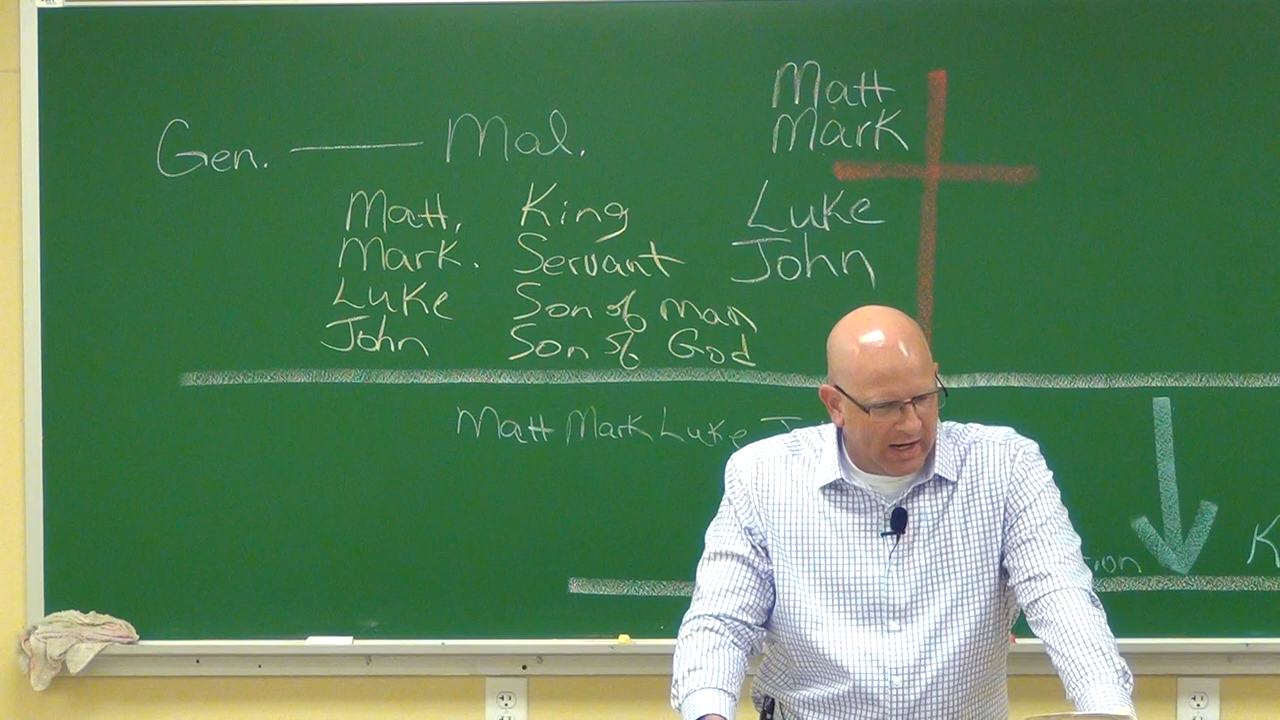 Gen. — Mal.
Matt
Mark
Luke
John
Matt. King
Mark. Servant
Luke Son of Man
John Son of God
Matt Mark Luke